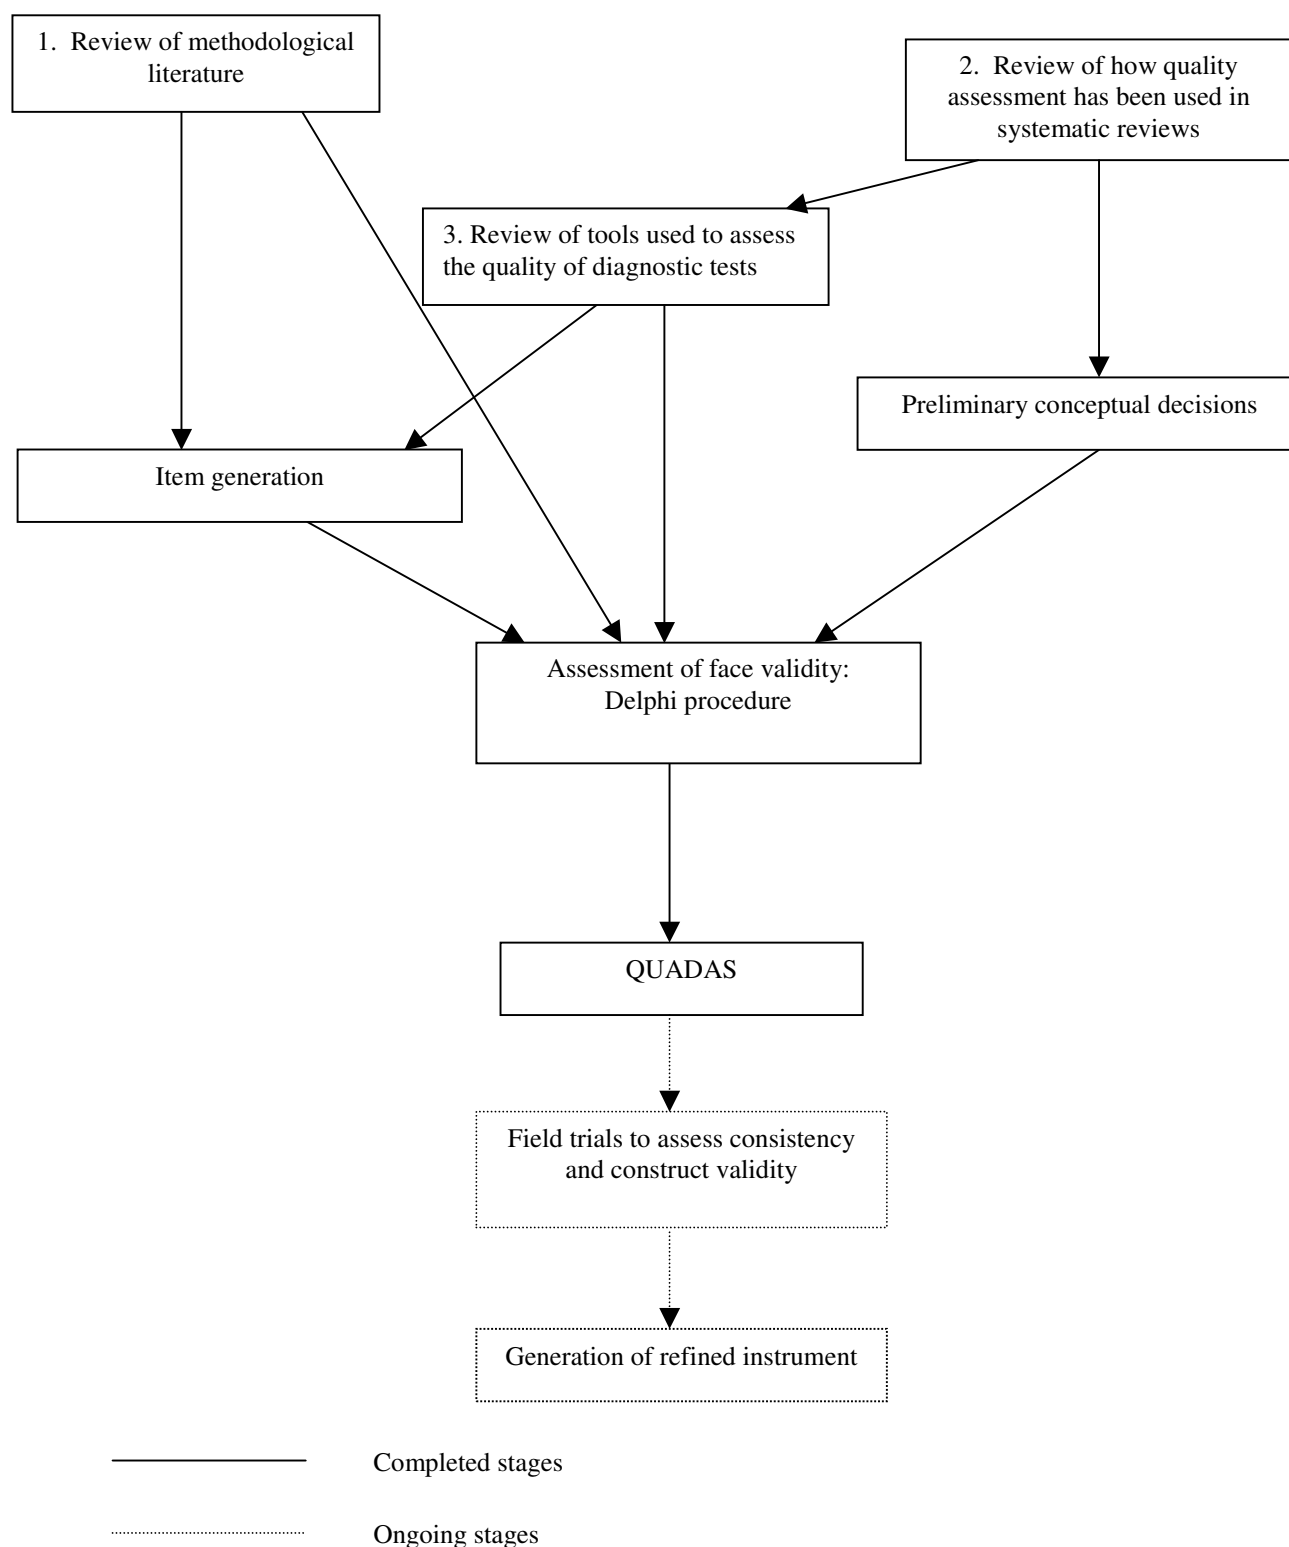 1. Review of methodological
literature
2. Review of how quality
assessment has been used in
systematic reviews
3. Review of tools used to assess
the quality of diagnostic tests
Preliminary conceptual decisions
Item generation
Assessment of face validity:
Delphi procedure
QUADAS
Field trials to assess consistency
and construct validity
Generation of refined instrument
Completed stages
Ongoing stages